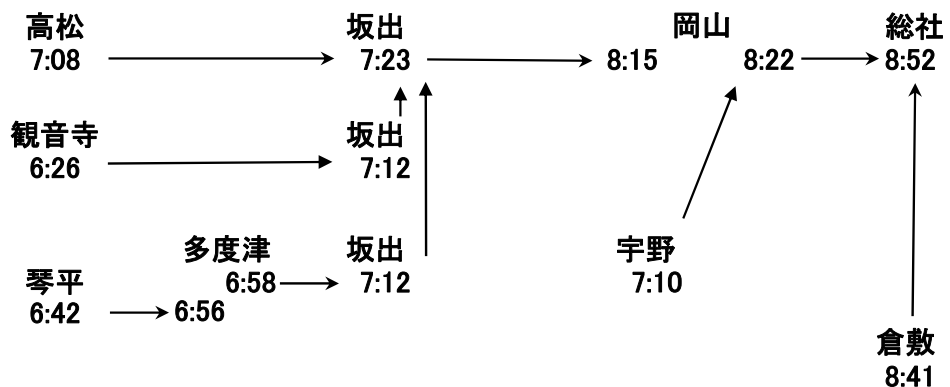 高松 坂出 岡山 総社
7:08 7:23 8:15 8:22 8:52
観音寺 坂出
6:26 7:12
多度津 坂出 宇野
琴平 6:58 7:12 7:10
6:42 6:56
倉敷
8:41